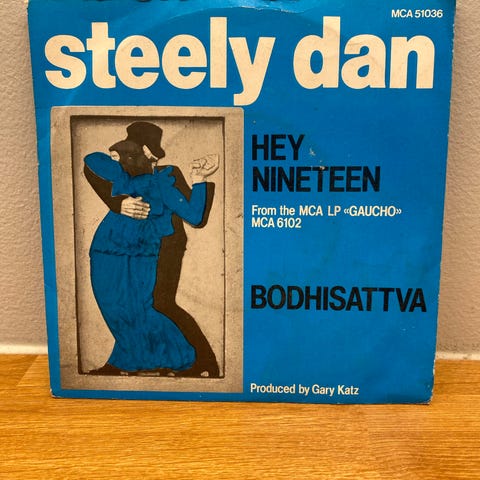 MCA 51036
steely dan
HEY
NINETEEN
From the MCA LP «GAUCHO»
MCA 6102
BODHISATTVA
Produced by Gary Katz